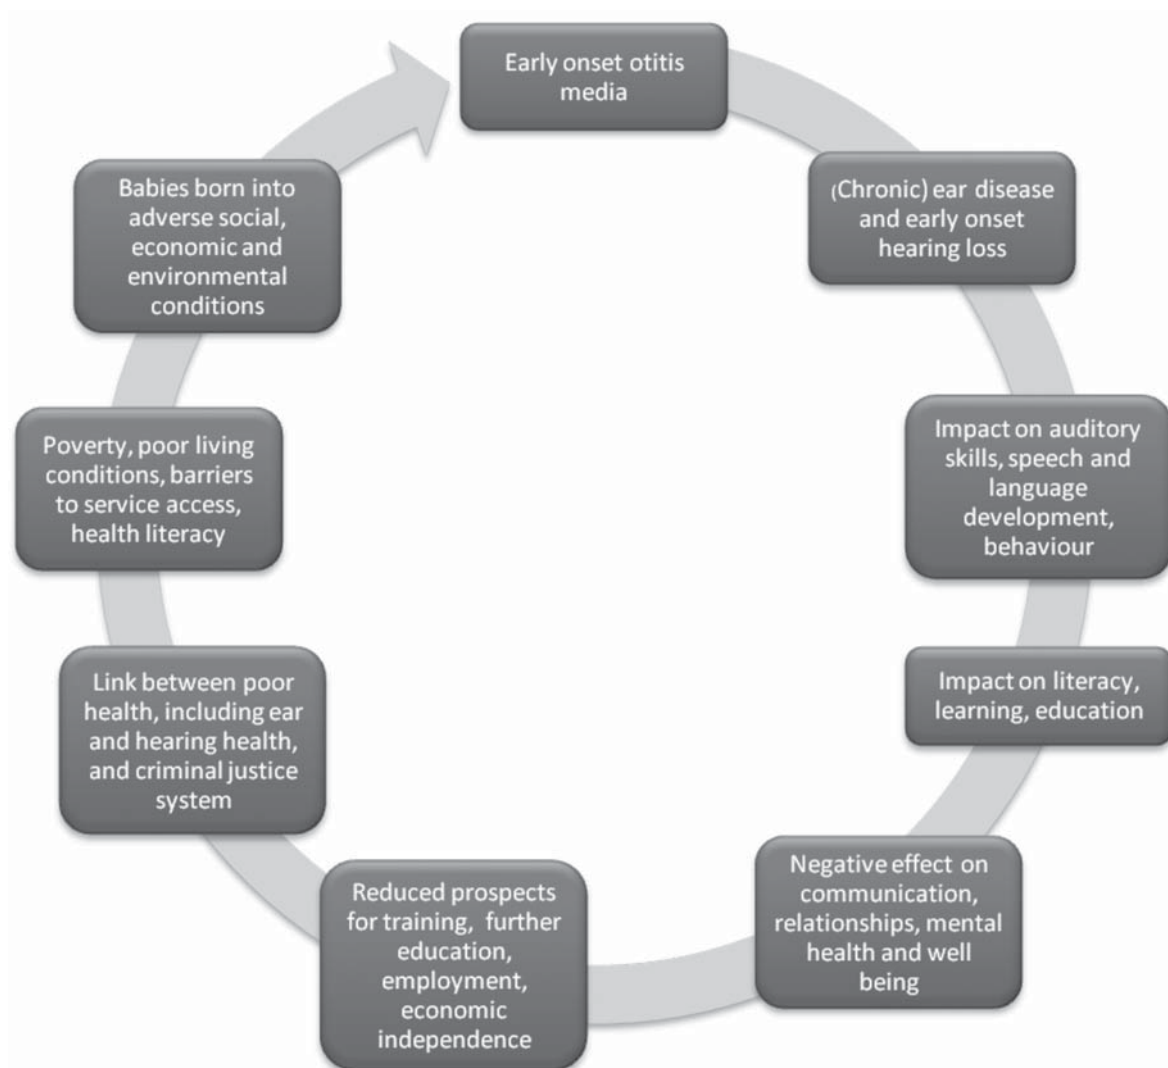 Early onset otitis
media
(Chronic) ear disease
and early onset
hearing loss
Impact on auditory
skills, speech and
language
development,
behaviour
Impact on literacy,
learning, education
Negative effect on
communication,
relationships, mental
health and well
being
Reduced prospects
for training, further
education,
employment,
economic
independence
Link between poor
health, including ear
and hearing health,
and criminal justice
system
Poverty, poor living
conditions, barriers
to service access,
health literacy
Babies born into
adverse social,
economic and
environmental
conditions